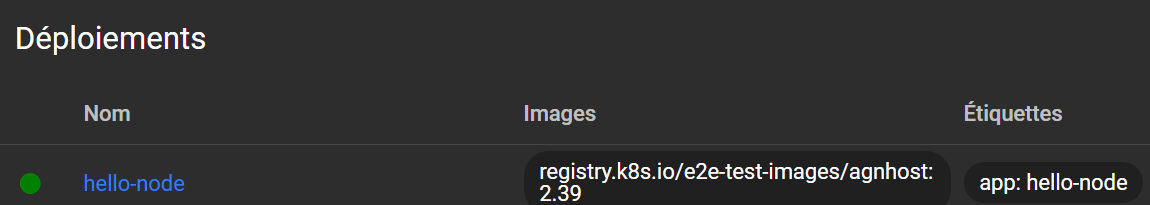 Déploiements
Nom Images Étiquettes
hello-node registry.k8s.io/e2e-test-images/agnhost: app: hello-node
2.39